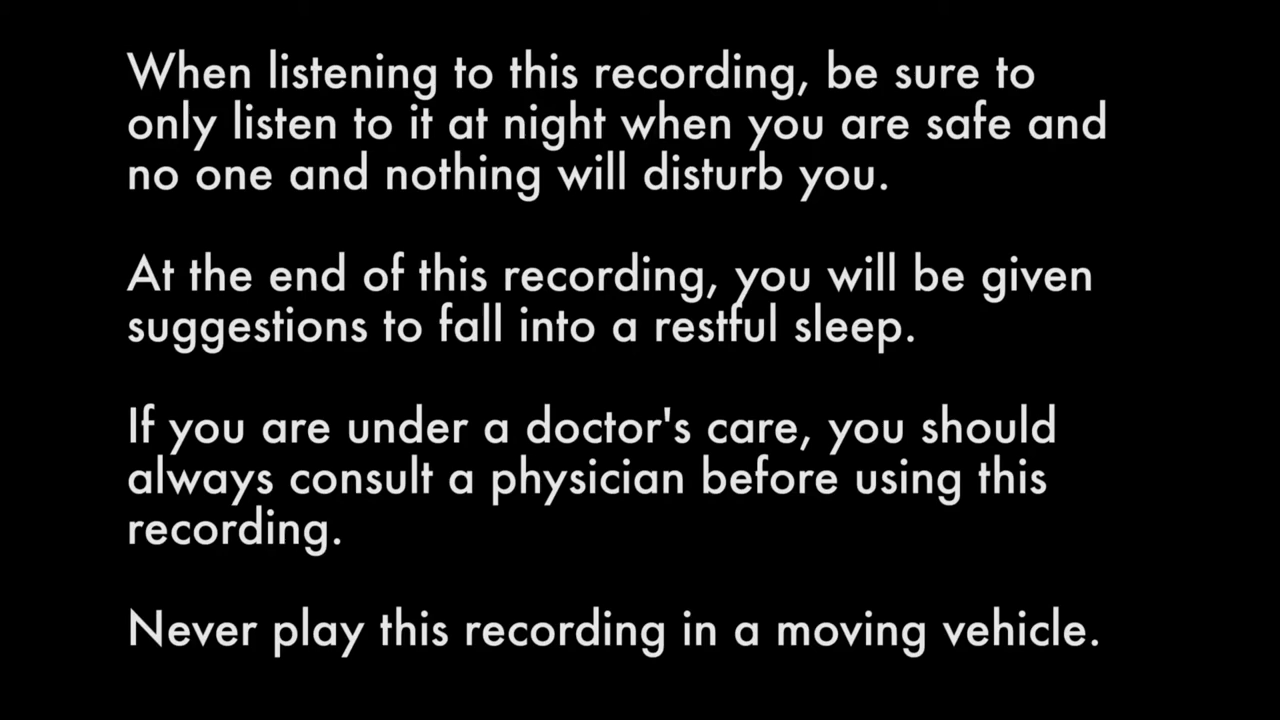 When listening to this recording, be sure to
only listen to it at night when you are safe and
no one and nothing will disturb you.
At the end of this recording, you will be given
suggestions to fall into a restful sleep.
If you are under a doctor's care, you should
always consult a physician before using this
recording.
Never play this recording in a moving vehicle.